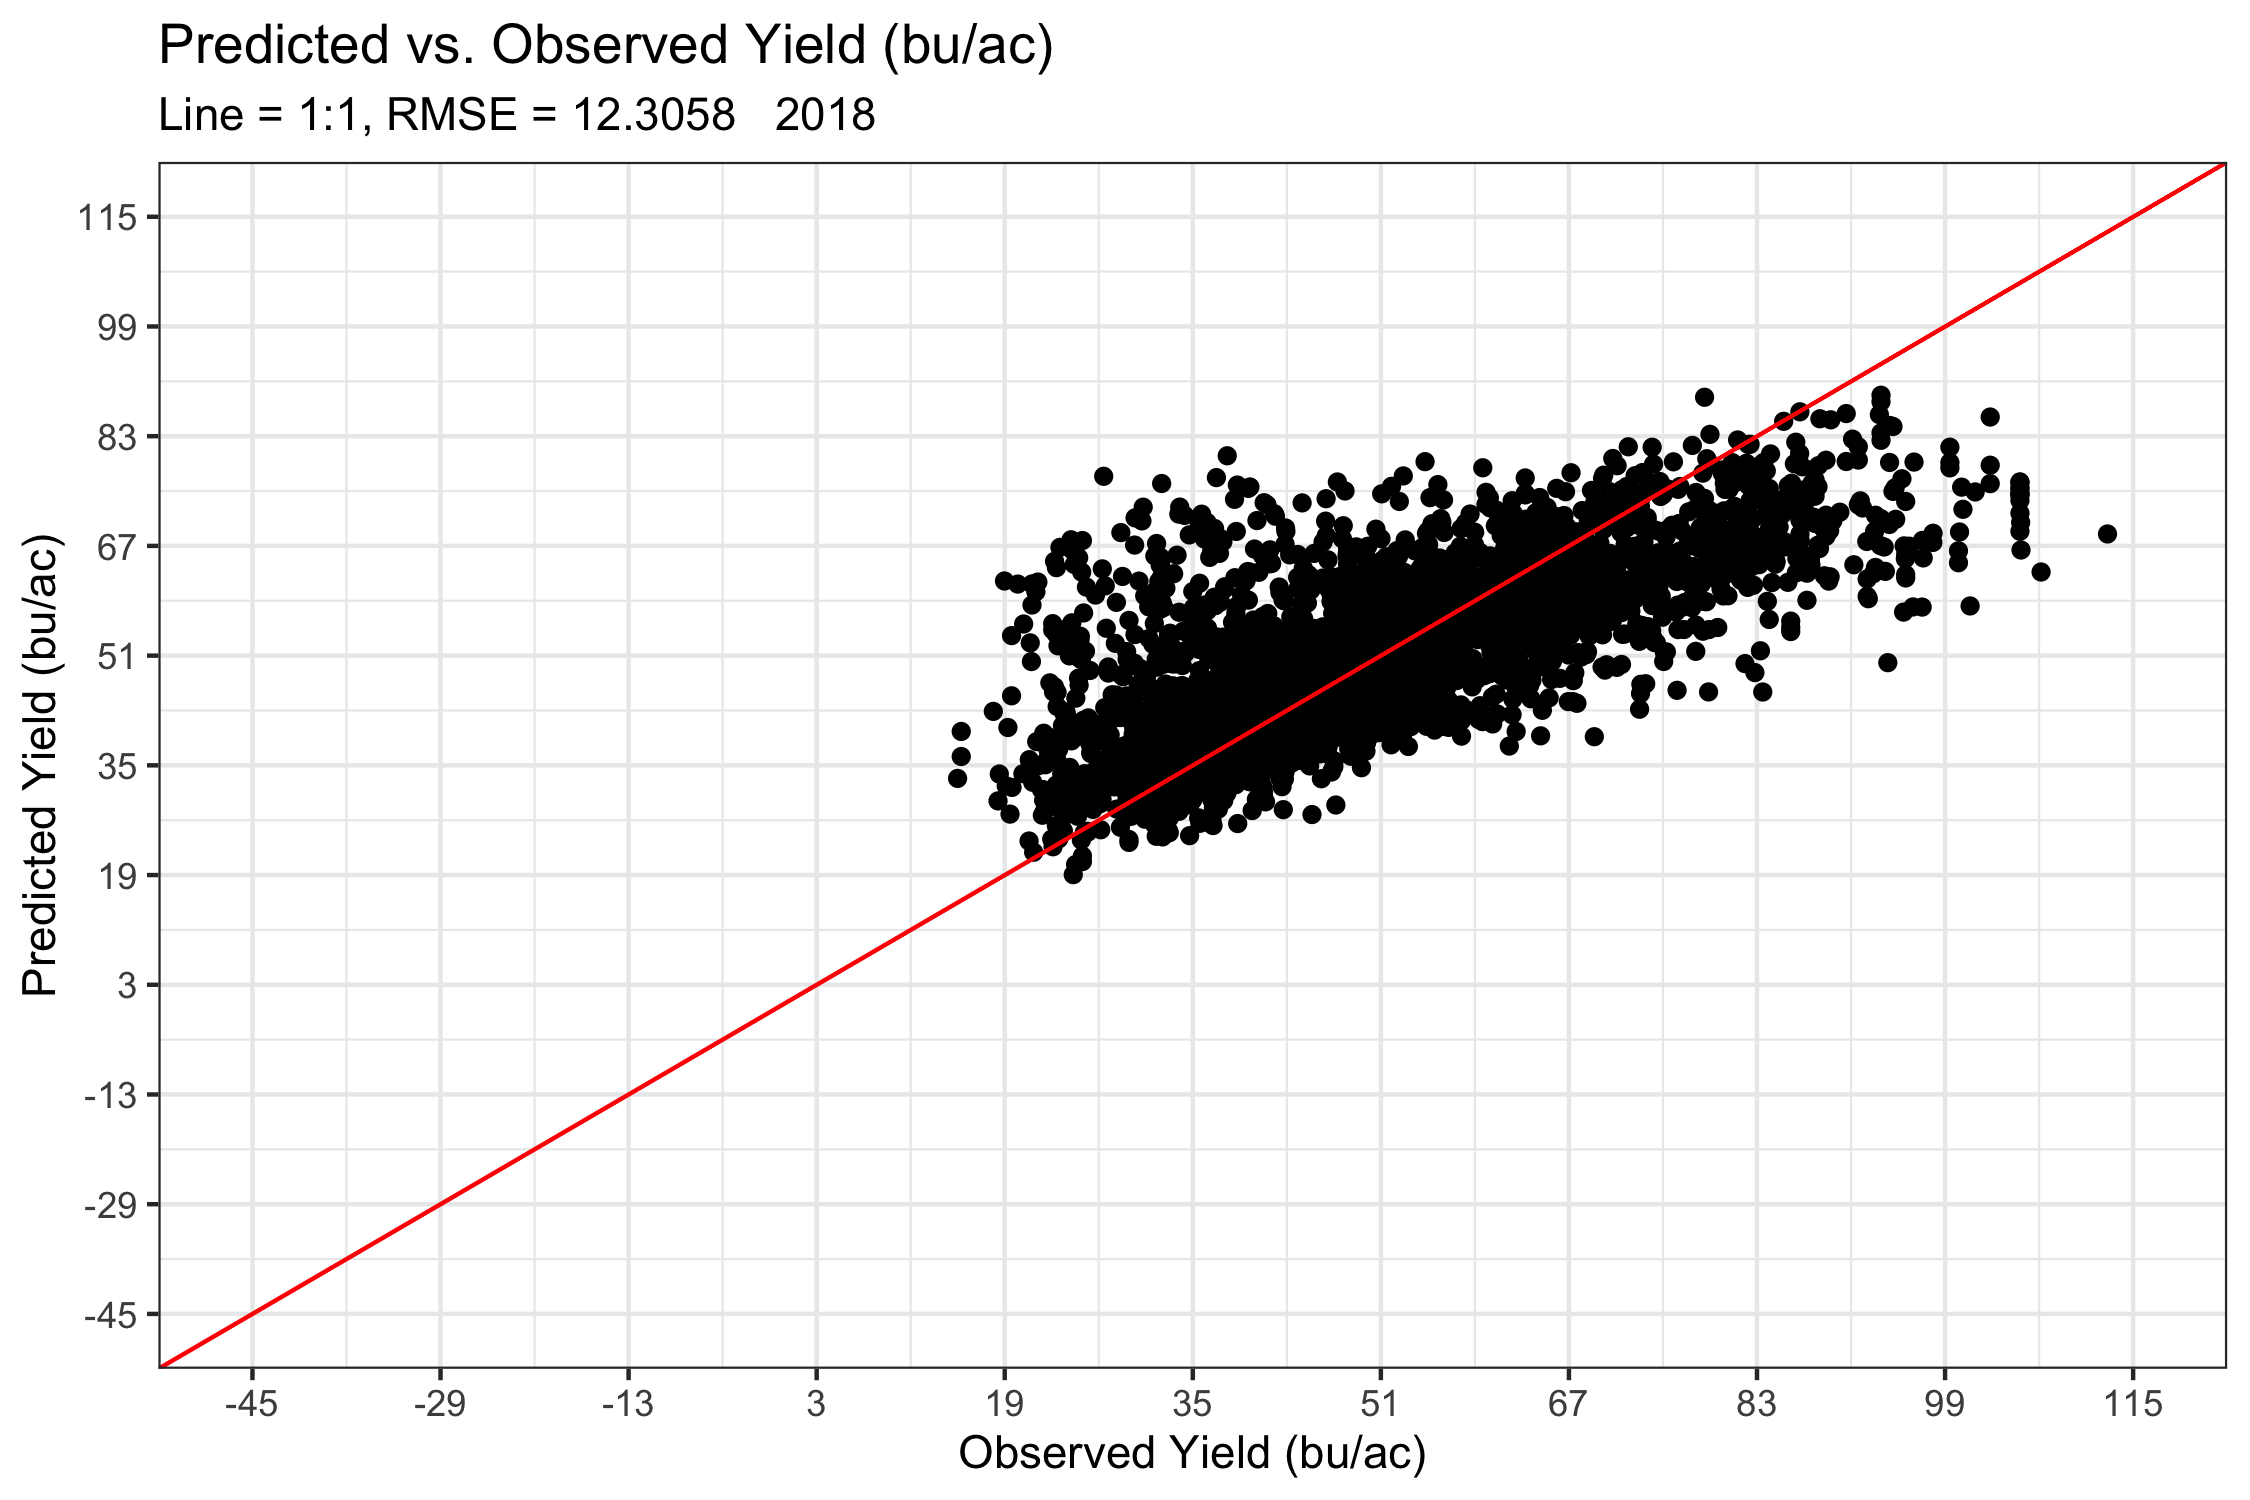 Predicted vs. Observed Yield (bu/ac)
Line = 1:1, RMSE = 12.3058   2018
Predicted Yield (bu/ac)
115
99
83
67
51
35
19
3
-13
-29
-45
-45 -29 -13 3 19 35 51 67 83 99 115
Observed Yield (bu/ac)